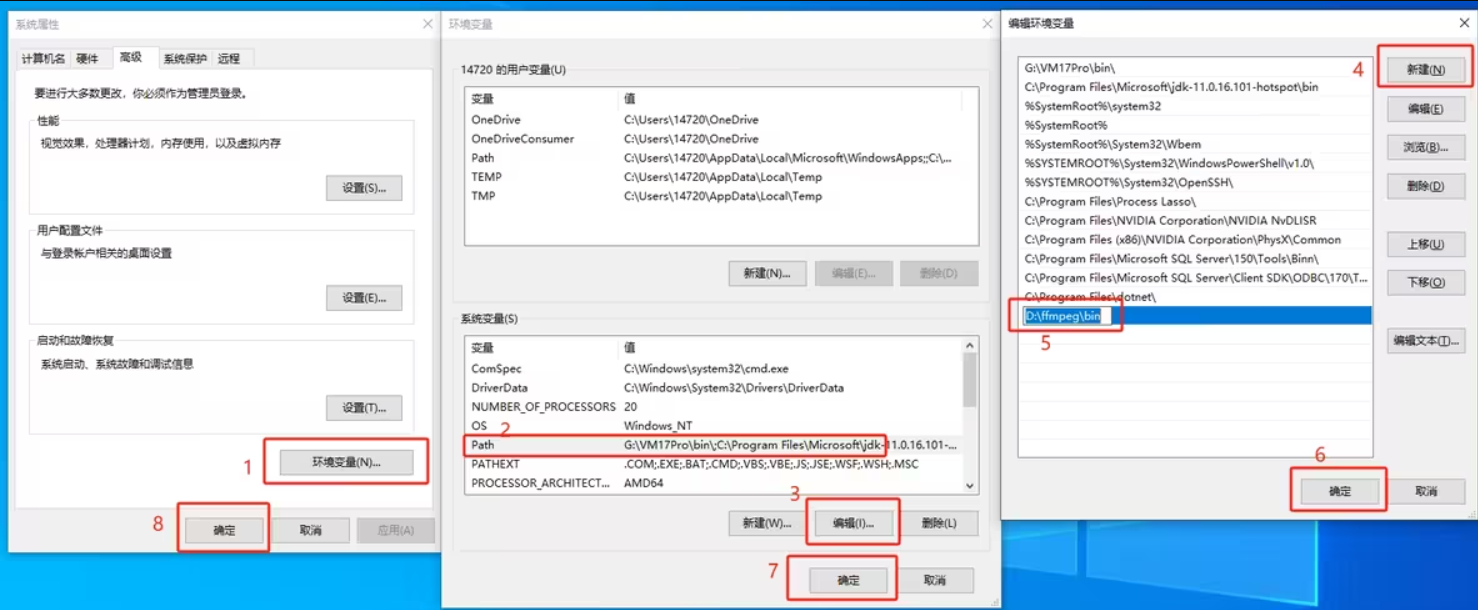 系统属性
计算机名 硬件 高级 系统保护 远程
要进行大多数更改，你必须作为管理员登录。
性能
视觉效果，处理器计划，内存使用，以及虚拟内存
设置(S)...
用户配置文件
与登录帐户相关的桌面设置
设置(E)...
启动和故障恢复
系统启动、系统故障和调试信息
设置(T)...
1 环境变量(N)...
8 确定 取消 应用(A)
环境变量
14720 的用户变量(U)
变量 值
OneDrive C:\Users\14720\OneDrive
OneDriveConsumer C:\Users\14720\OneDrive
Path C:\Users\14720\AppData\Local\Microsoft\WindowsApps;;C:\...
TEMP C:\Users\14720\AppData\Local\Temp
TMP C:\Users\14720\AppData\Local\Temp
新建(N)... 编辑(E)... 删除(D)
系统变量(S)
变量 值
ComSpec C:\Windows\system32\cmd.exe
DriverData C:\Windows\System32\Drivers\DriverData
NUMBER_OF_PROCESSORS 20
OS Windows_NT
2
Path G:\VM17Pro\bin\;C:\Program Files\Microsoft\jdk-11.0.16.101-...
PATHEXT .COM;.EXE;.BAT;.CMD;.VBS;.VBE;.JS;.JSE;.WSF;.WSH;.MSC
PROCESSOR_ARCHITECT... AMD64
3
新建(W)... 编辑(I)... 删除(L)
7 确定 取消
编辑环境变量
4 新建(N)
G:\VM17Pro\bin\
C:\Program Files\Microsoft\jdk-11.0.16.101-hotspot\bin
%SystemRoot%\system32
%SystemRoot%
%SystemRoot%\System32\Wbem
%SYSTEMROOT%\System32\WindowsPowerShell\v1.0\
%SYSTEMROOT%\System32\OpenSSH\
C:\Program Files\Process Lasso\
C:\Program Files\NVIDIA Corporation\NVIDIA NvDLISR
C:\Program Files (x86)\NVIDIA Corporation\PhysX\Common
C:\Program Files\Microsoft SQL Server\150\Tools\Binn\
C:\Program Files\Microsoft SQL Server\Client SDK\ODBC\170\T...
C:\Program Files\dotnet\
D:\ffmpeg\bin
5
编辑(E)
浏览(B)...
删除(D)
上移(U)
下移(O)
编辑文本(T)...
6
确定 取消